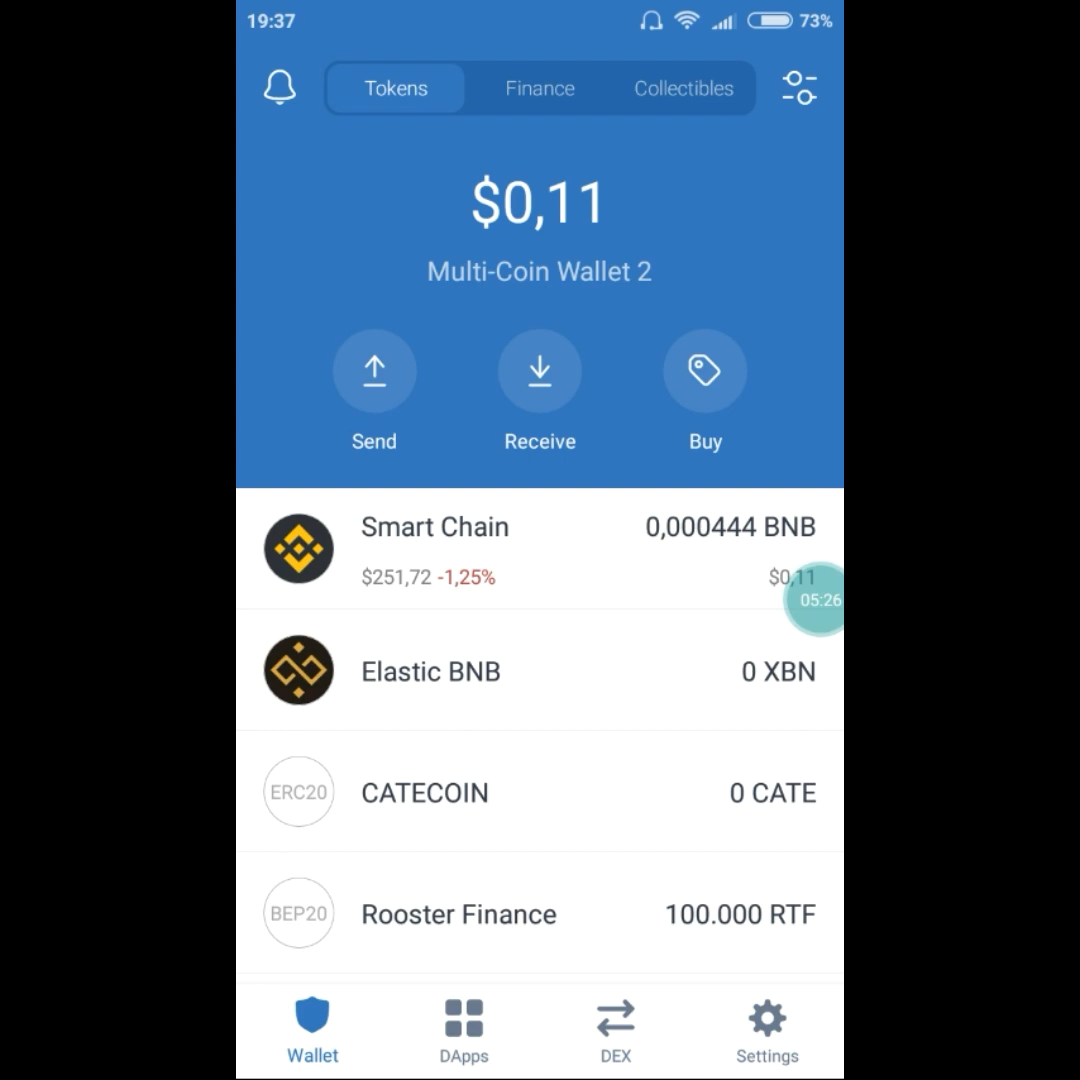 19:37 73%
Tokens Finance Collectibles
$0,11
Multi-Coin Wallet 2
Send Receive Buy
Smart Chain 0,000444 BNB
$251,72 -1,25% $0,11
05:26
Elastic BNB 0 XBN
ERC20 CATECOIN 0 CATE
BEP20 Rooster Finance 100.000 RTF
Wallet DApps DEX Settings